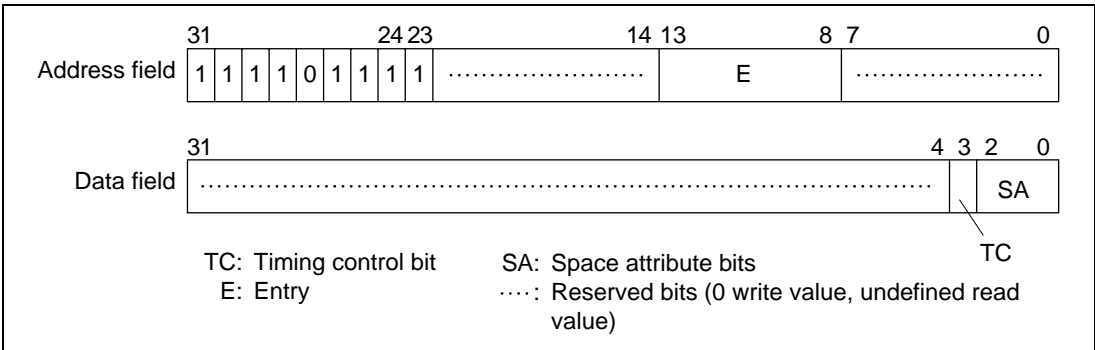 31 24 23 14 13 8 7 0
Address field 1 1 1 1 0 1 1 1 1 ........................ E .......................
31 4 3 2 0
Data field ........................................................................ SA
TC
TC: Timing control bit SA: Space attribute bits
E: Entry ····: Reserved bits (0 write value, undefined read
value)